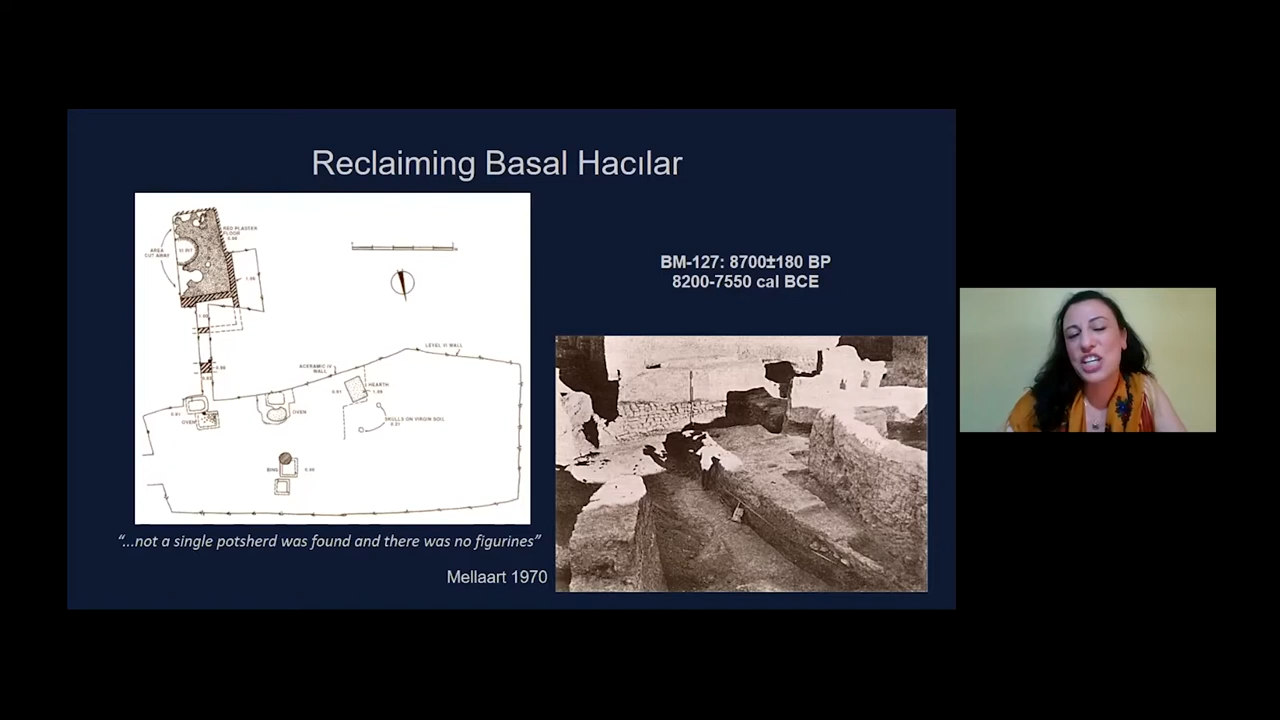 Reclaiming Basal Hacılar
RED PLASTER
FLOOR
AREA
CUT AWAY
BM-127: 8700±180 BP
8200-7550 cal BCE
LEVEL VI WALL
ACERAMIC IV
WALL
HEARTH
OVEN
SKULLS ON VIRGIN SOIL
OVEN
BINS
“...not a single potsherd was found and there was no figurines”
Mellaart 1970